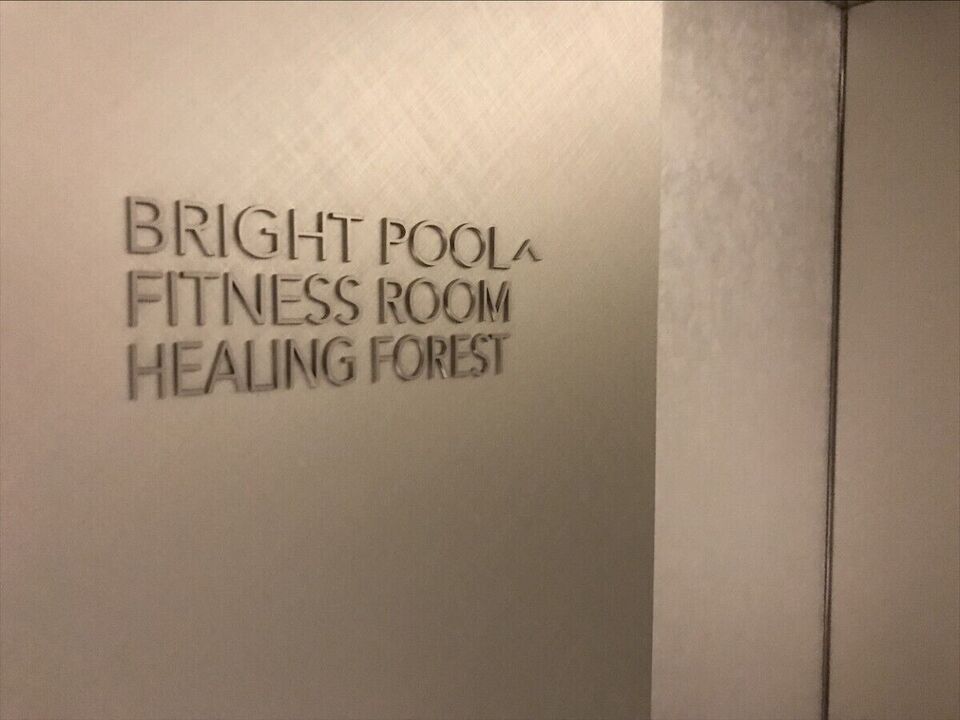 BRIGHT POOL^
FITNESS ROOM
HEALING FOREST